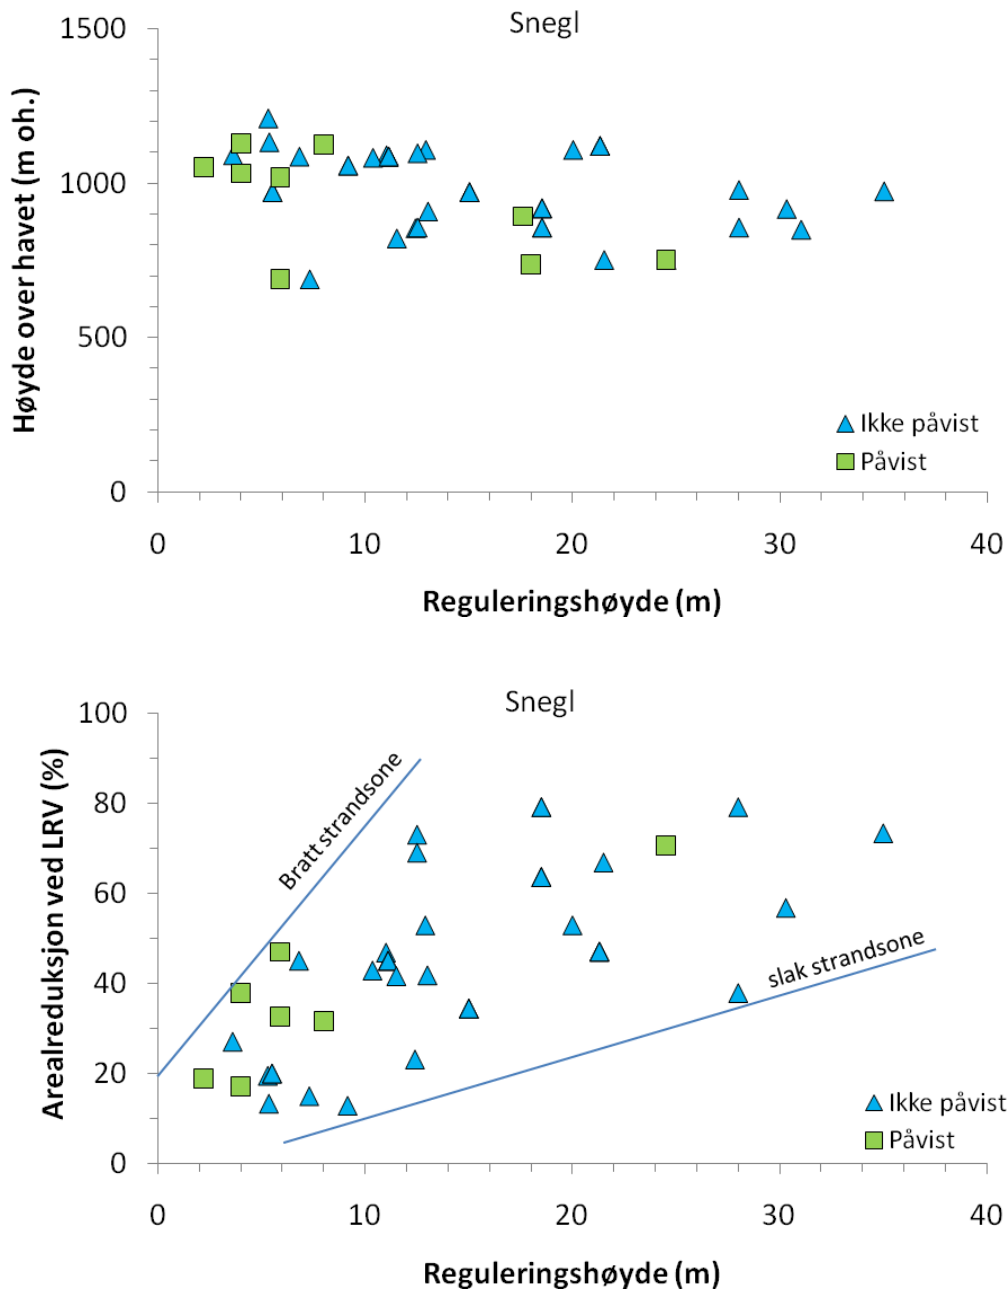 Snegl
1500
1000
500
0
Høyde over havet (m oh.)
Ikke påvist
Påvist
0 10 20 30 40
Reguleringshøyde (m)
Snegl
100
80
60
40
20
0
Arealreduksjon ved LRV (%)
Bratt strandsone
slak strandsone
Ikke påvist
Påvist
0 10 20 30 40
Reguleringshøyde (m)